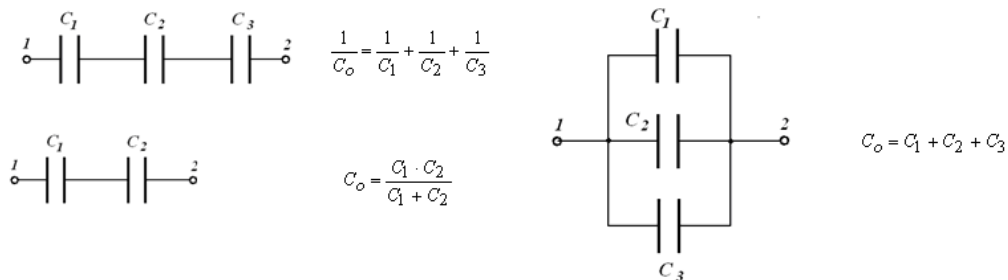 C1 C2 C3
1 2
1/Co = 1/C1 + 1/C2 + 1/C3
C1 C2
1 2
Co = C1 · C2 / C1 + C2
C1
1 C2 2
C3
Co = C1 + C2 + C3